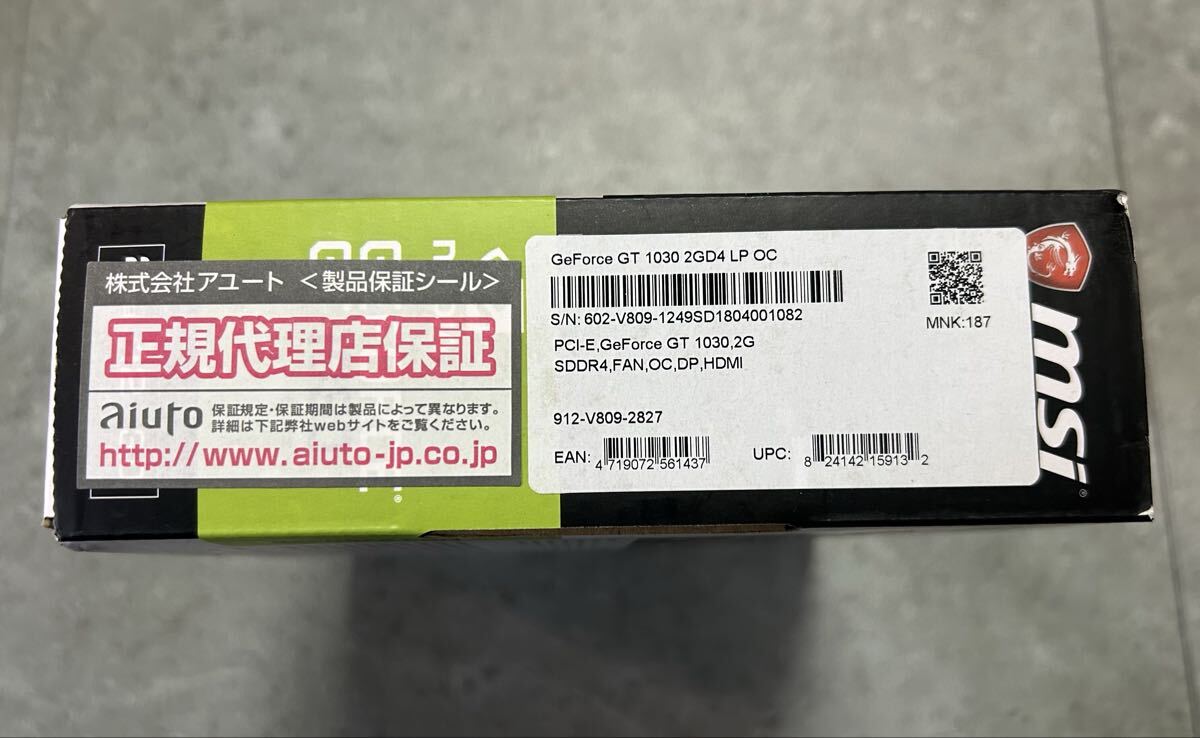 株式会社アユート <製品保証シール>
正規代理店保証
aiuto
保証規定・保証期間は製品によって異なります。
詳細は下記弊社webサイトをご覧ください。
http://www.aiuto-jp.co.jp
GeForce GT 1030 2GD4 LP OC
S/N: 602-V809-1249SD1804001082
PCI-E,GeForce GT 1030,2G
SDDR4,FAN,OC,DP,HDMI
912-V809-2827
EAN: 4 719072 561437
UPC: 8 24142 15913 2
MNK:187
msi®